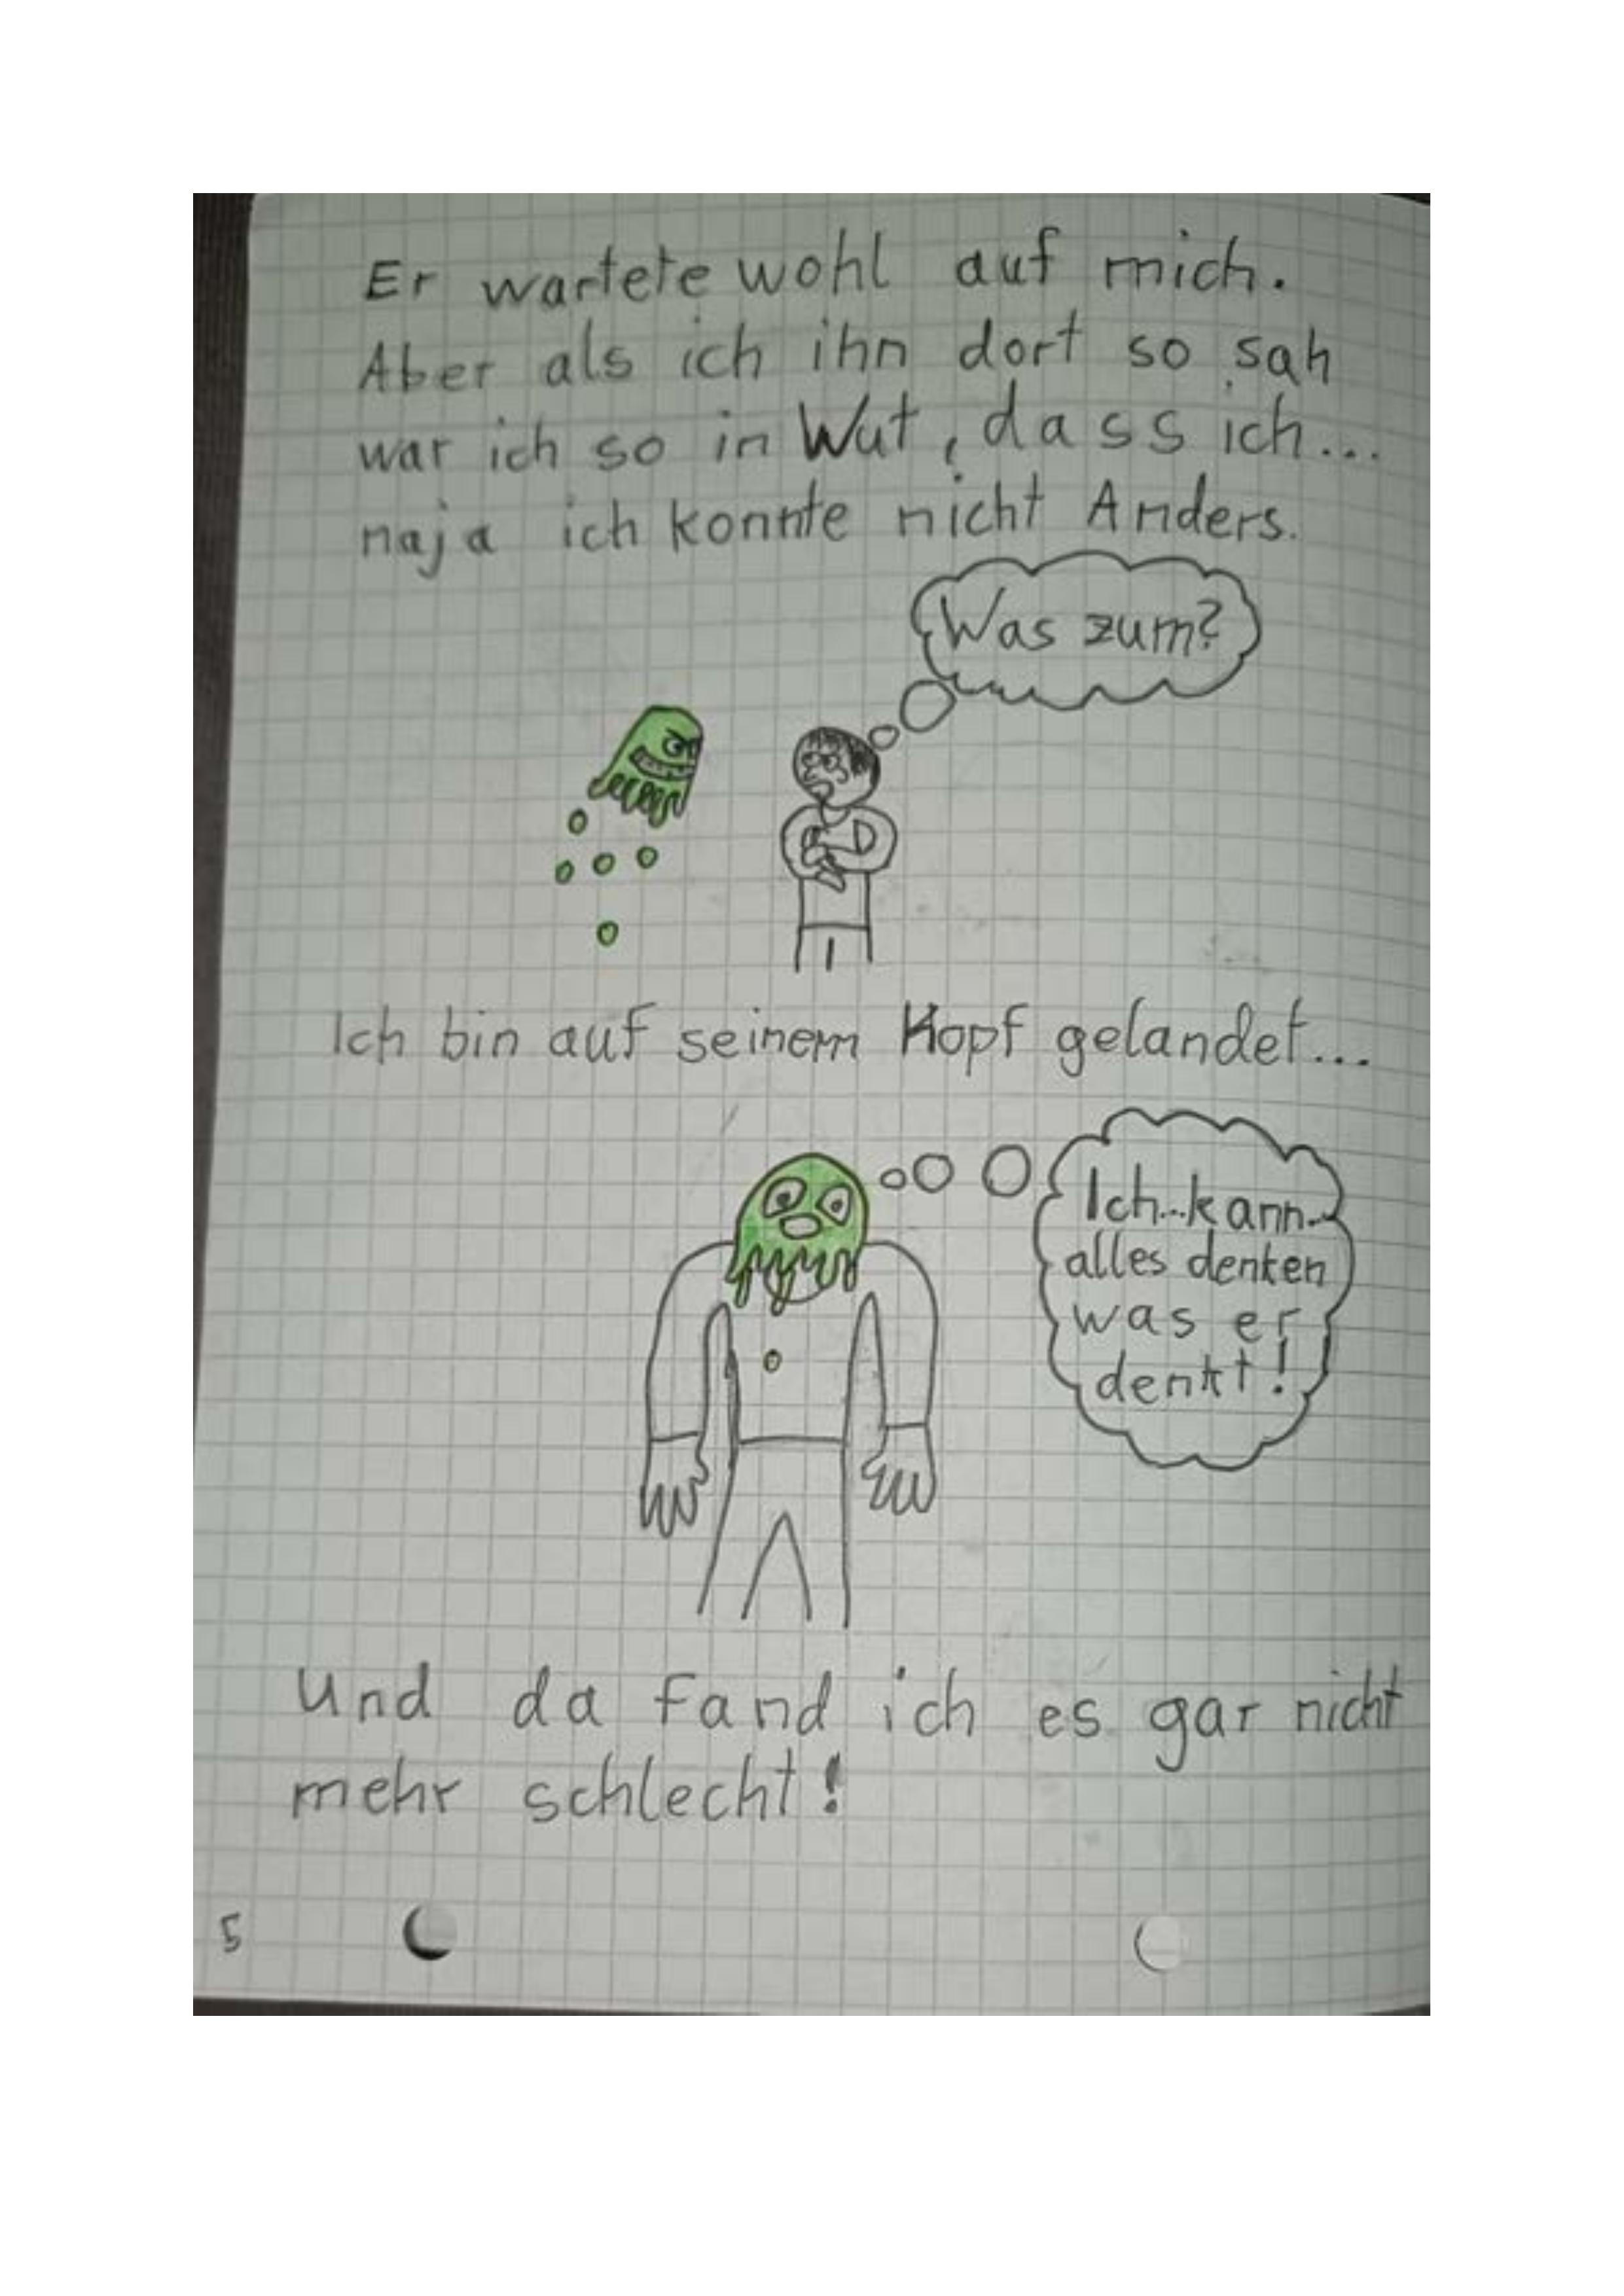 Er wartete wohl auf mich.
Aber als ich ihn dort so sah
war ich so in Wut, dass ich...
naja ich konnte nicht Anders.
Was zum?
Ich bin auf seinem Kopf gelandet...
Ich...kann...
alles denken
was er
denkt!
Und da fand ich es gar nicht
mehr schlecht!
5